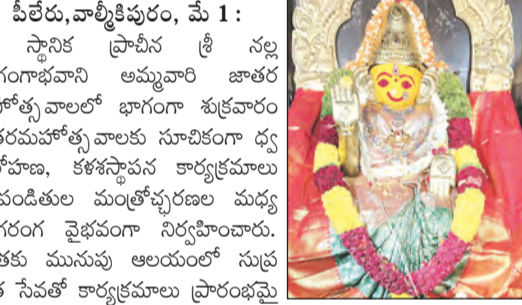 పీలేరు,వాల్మీకిపురం, మే 1:
స్థానిక ప్రాచీన శ్రీ నల్ల
గంగాభవాని అమ్మవారి జాతర
హోత్సవాలలో భాగంగా శుక్రవారం
తరమహోత్సవాలకు సూచికంగా ధ్వ
రోహణ, కళశస్థాపన కార్యక్రమాలు
పండితుల మంత్రోచ్ఛరణల మధ్య
గరంగ వైభవంగా నిర్వహించారు.
తకు మునుపు ఆలయంలో సుప్ర
త సేవతో కార్యక్రమాలు ప్రారంభమై